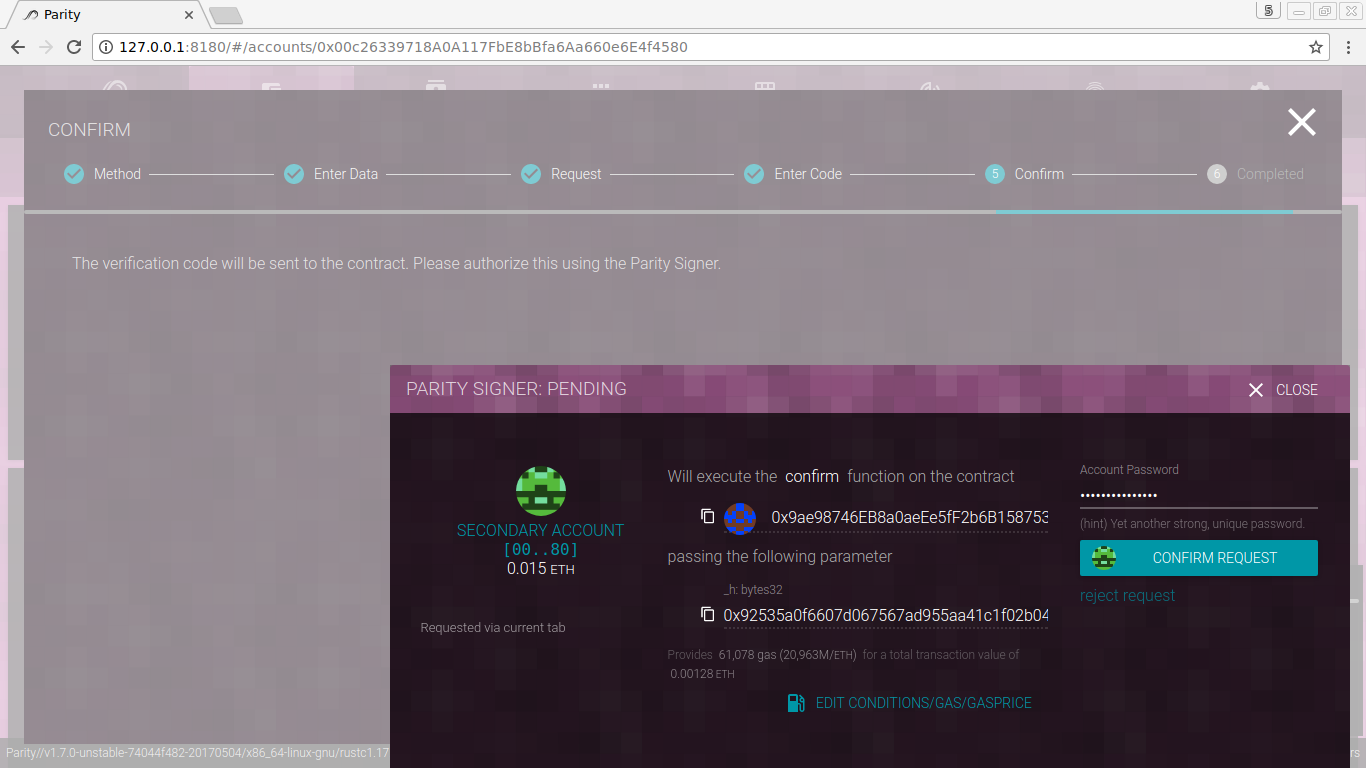 Parity
5
127.0.0.1:8180/#/accounts/0x00c26339718A0A117FbE8bBfa6Aa660e6E4f4580
CONFIRM
Method
Enter Data
Request
Enter Code
5 Confirm
6 Completed
The verification code will be sent to the contract. Please authorize this using the Parity Signer.
PARITY SIGNER: PENDING
CLOSE
SECONDARY ACCOUNT
[00..80]
0.015 ETH
Requested via current tab
Will execute the confirm function on the contract
0x9ae98746EB8a0aeEe5fF2b6B158753
passing the following parameter
_h: bytes32
0x92535a0f6607d067567ad955aa41c1f02b04
Provides 61,078 gas (20,963M/ETH) for a total transaction value of
0.00128 ETH
EDIT CONDITIONS/GAS/GASPRICE
Account Password
•••••••••••••••
(hint) Yet another strong, unique password.
CONFIRM REQUEST
reject request
Parity//v1.7.0-unstable-74044f482-20170504/x86_64-linux-gnu/rustc1.17
rs